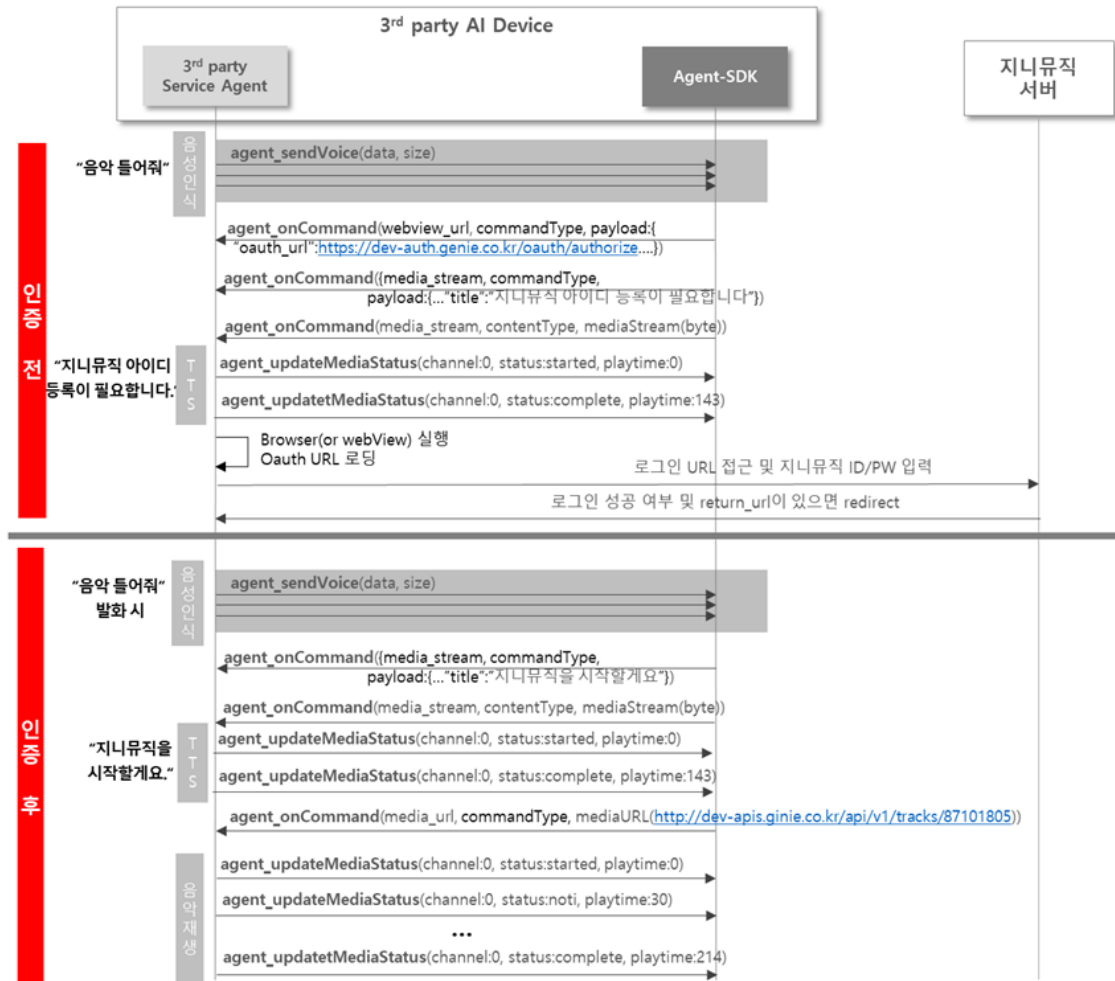 3rd party AI Device
3rd party
Service Agent
Agent-SDK
지니뮤직
서버
인증 전
"음악 틀어줘"
음성인식
agent_sendVoice(data, size)
agent_onCommand(webview_url, commandType, payload:{
"oauth_url":https://dev-auth.genie.co.kr/oauth/authorize....})
agent_onCommand({media_stream, commandType,
payload:{..."title":"지니뮤직 아이디 등록이 필요합니다"})
agent_onCommand(media_stream, contentType, mediaStream(byte))
"지니뮤직 아이디
등록이 필요합니다."
TTS
agent_updateMediaStatus(channel:0, status:started, playtime:0)
agent_updatetMediaStatus(channel:0, status:complete, playtime:143)
Browser(or webView) 실행
Oauth URL 로딩
로그인 URL 접근 및 지니뮤직 ID/PW 입력
로그인 성공 여부 및 return_url이 있으면 redirect
인증 후
"음악 틀어줘"
발화 시
음성인식
agent_sendVoice(data, size)
agent_onCommand({media_stream, commandType,
payload:{..."title":"지니뮤직을 시작할게요"})
agent_onCommand(media_stream, contentType, mediaStream(byte))
"지니뮤직을
시작할게요."
TTS
agent_updateMediaStatus(channel:0, status:started, playtime:0)
agent_updateMediaStatus(channel:0, status:complete, playtime:143)
agent_onCommand(media_url, commandType, mediaURL(http://dev-apis.ginie.co.kr/api/v1/tracks/87101805))
음악재생
agent_updateMediaStatus(channel:0, status:started, playtime:0)
agent_updateMediaStatus(channel:0, status:noti, playtime:30)
...
agent_updatetMediaStatus(channel:0, status:complete, playtime:214)